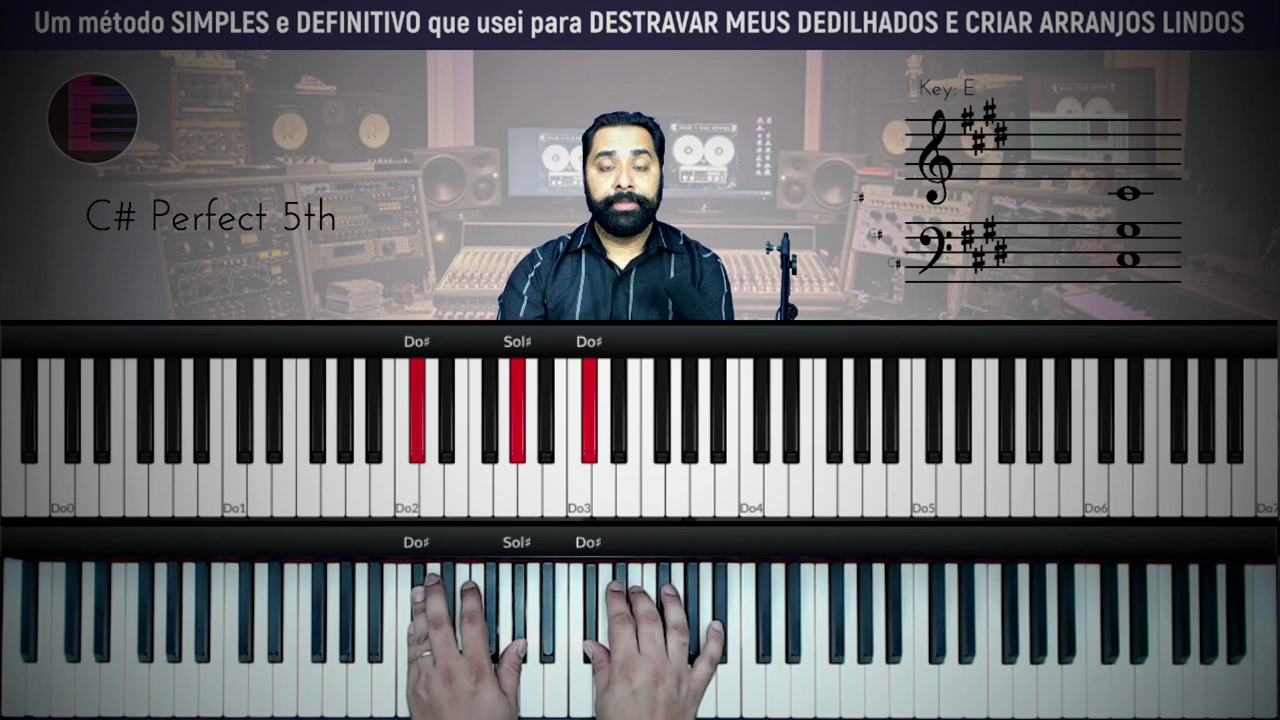 Um método SIMPLES e DEFINITIVO que usei para DESTRAVAR MEUS DEDILHADOS E CRIAR ARRANJOS LINDOS
Key: E
C# Perfect 5th
C#
Do♯ Sol♯ Do♯
Do0 Do1 Do2 Do3 Do4 Do5 Do6 Do7
Do♯ Sol♯ Do♯